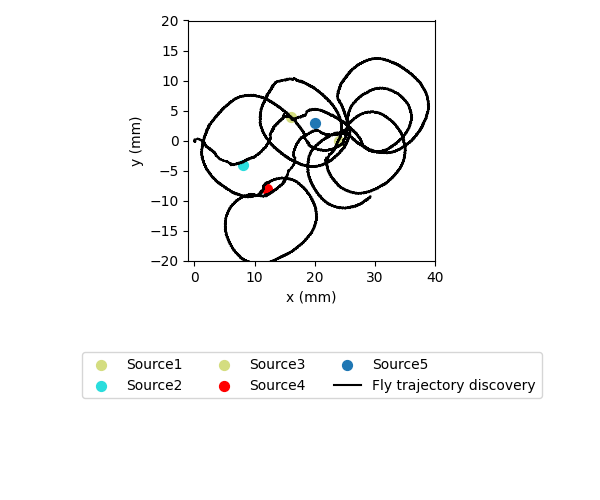 20
15
10
5
0
−5
−10
−15
−20
y (mm)
0 10 20 30 40
x (mm)
Source1 Source3 Source5
Source2 Source4 Fly trajectory discovery